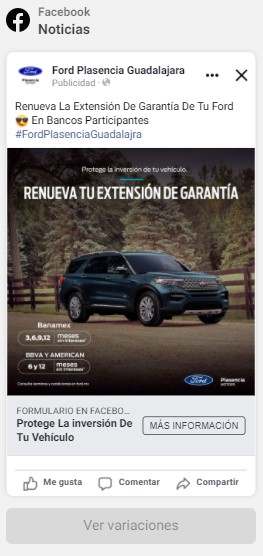 Facebook
Noticias
Ford Plasencia Guadalajara
Publicidad ·
Renueva La Extensión De Garantía De Tu Ford
😎 En Bancos Participantes
#FordPlasenciaGuadalajra
Protege la inversión de tu vehículo.
RENUEVA TU EXTENSIÓN DE GARANTÍA
Banamex
3,6,9,12 meses sin intereses*
BBVA Y AMERICAN
6 y 12 meses sin intereses*
Consulta términos y condiciones en ford.mx
Ford Plasencia
FORMULARIO EN FACEBO...
Protege La inversión De
Tu Vehículo
MÁS INFORMACIÓN
Me gusta
Comentar
Compartir
Ver variaciones